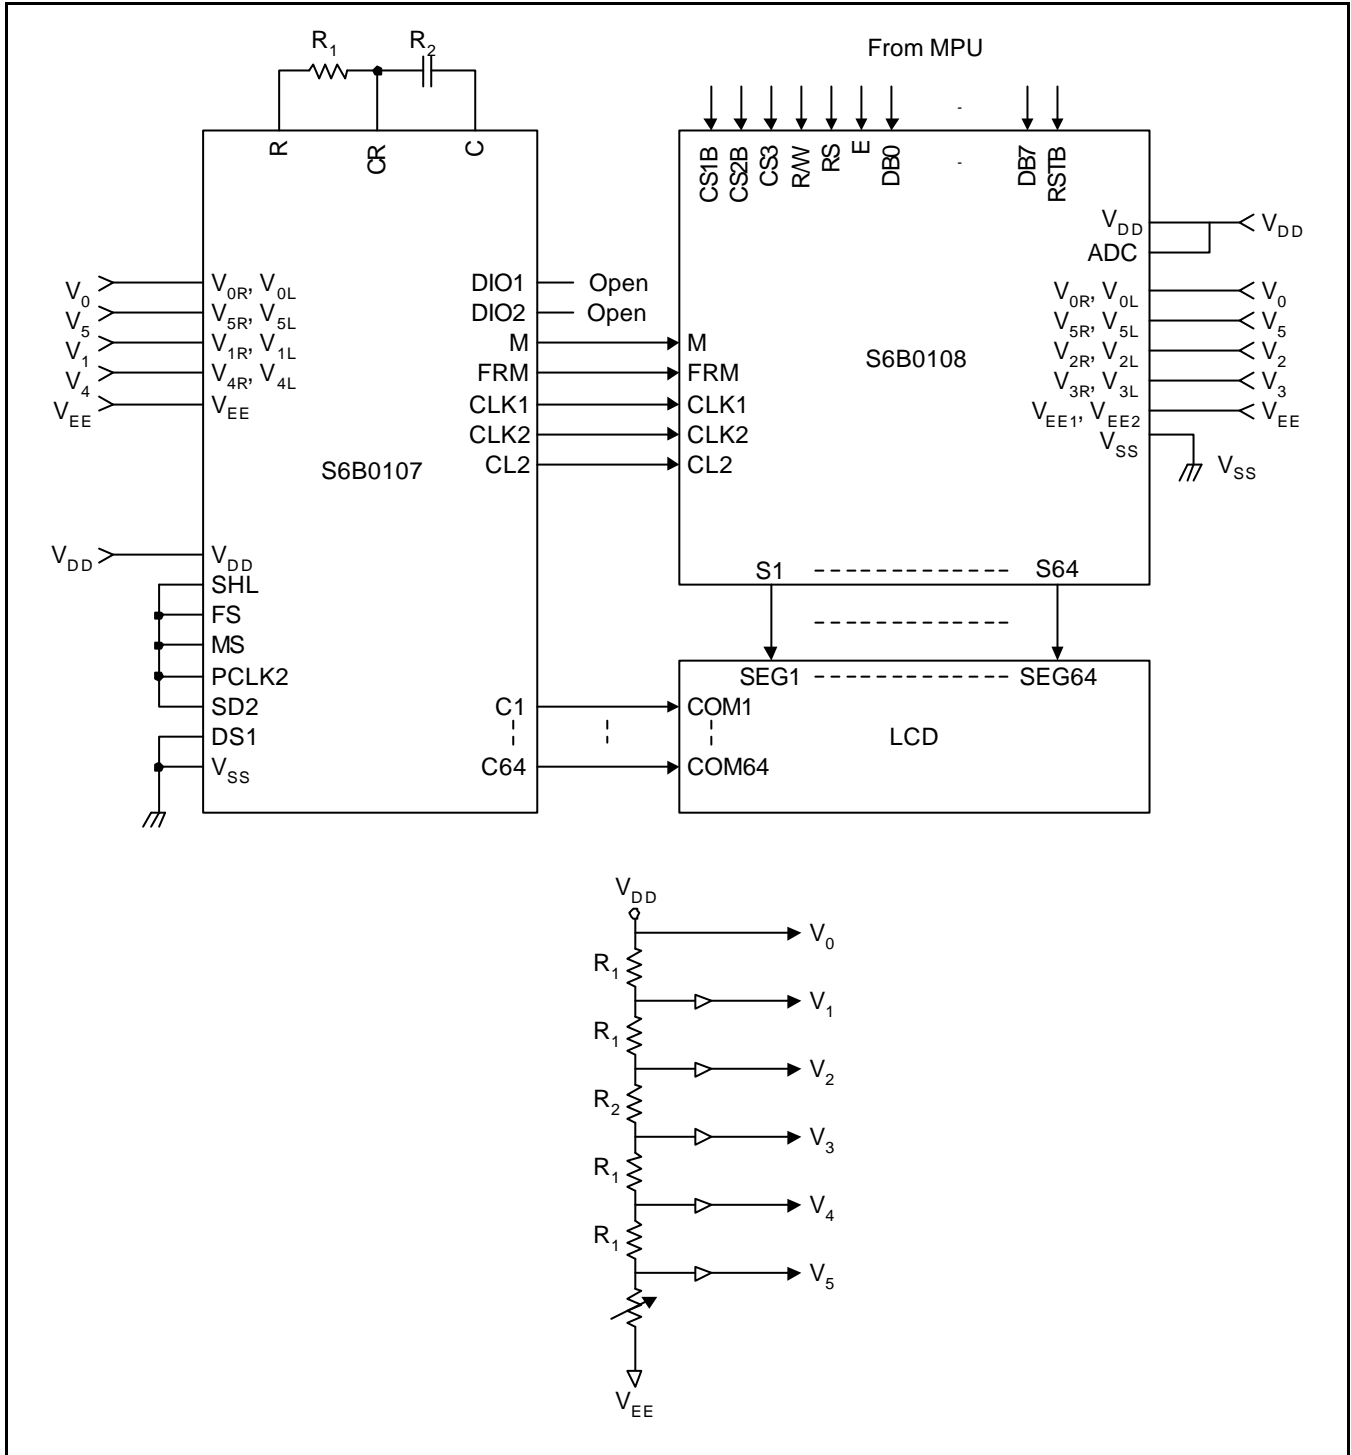 R1
R2
From MPU
R
CR
C
CS1B
CS2B
CS3
R/W
RS
E
DB0
DB7
RSTB
VDD
VDD
ADC
V0
V0R, V0L
DIO1
Open
V0R, V0L
V0
V5
V5R, V5L
DIO2
Open
V5R, V5L
V5
V1
V1R, V1L
M
M
S6B0108
V2R, V2L
V2
V4
V4R, V4L
FRM
FRM
V3R, V3L
V3
VEE
VEE
CLK1
CLK1
VEE1, VEE2
VEE
CLK2
CLK2
VSS
VSS
S6B0107
CL2
CL2
VDD
VDD
S1
S64
SHL
FS
MS
PCLK2
SEG1
SEG64
SD2
C1
COM1
DS1
LCD
VSS
C64
COM64
VDD
V0
R1
V1
R1
V2
R2
V3
R1
V4
R1
V5
VEE